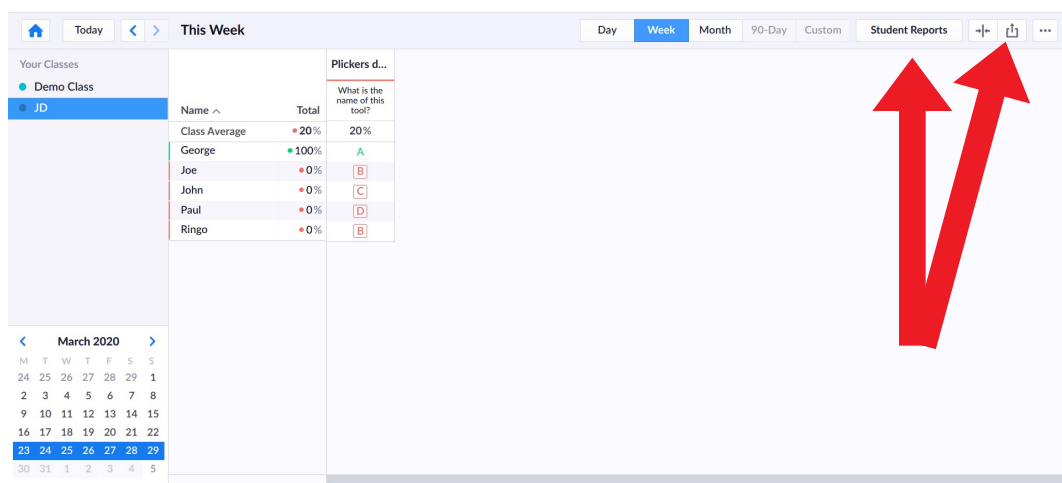 Today
This Week
Day Week Month 90-Day Custom Student Reports
Your Classes
Demo Class
JD
Plickers d...
What is the
name of this
tool?
Name Total
Class Average 20% 20%
George 100% A
Joe 0% B
John 0% C
Paul 0% D
Ringo 0% B
March 2020
M T W T F S S
24 25 26 27 28 29 1
2 3 4 5 6 7 8
9 10 11 12 13 14 15
16 17 18 19 20 21 22
23 24 25 26 27 28 29
30 31 1 2 3 4 5